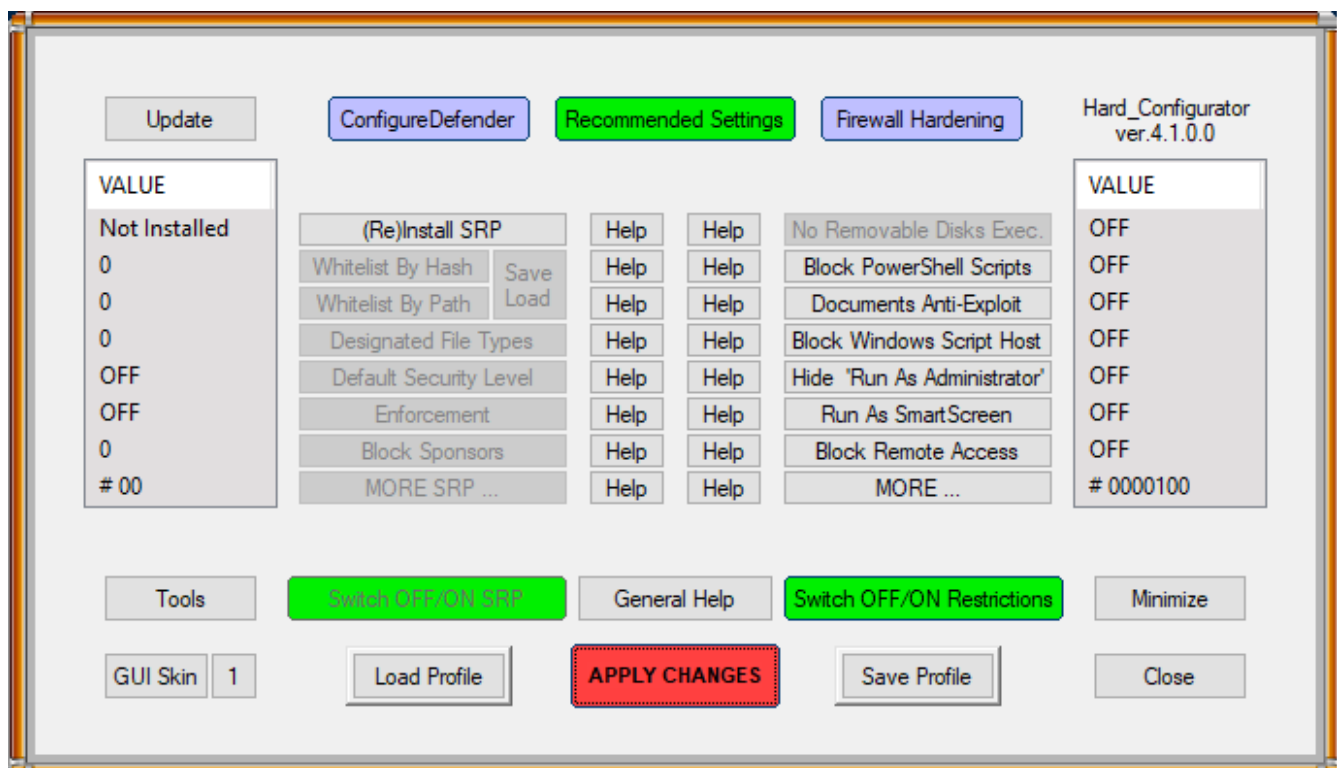 Update
ConfigureDefender
Recommended Settings
Firewall Hardening
Hard_Configurator
ver.4.1.0.0
VALUE
VALUE
Not Installed
(Re)Install SRP
Help
Help
No Removable Disks Exec.
OFF
0
Whitelist By Hash
Save
Load
Help
Help
Block PowerShell Scripts
OFF
0
Whitelist By Path
Help
Help
Documents Anti-Exploit
OFF
0
Designated File Types
Help
Help
Block Windows Script Host
OFF
OFF
Default Security Level
Help
Help
Hide "Run As Administrator"
OFF
OFF
Enforcement
Help
Help
Run As SmartScreen
OFF
0
Block Sponsors
Help
Help
Block Remote Access
OFF
# 00
MORE SRP ...
Help
Help
MORE ...
# 0000100
Tools
Switch OFF/ON SRP
General Help
Switch OFF/ON Restrictions
Minimize
GUI Skin
1
Load Profile
APPLY CHANGES
Save Profile
Close